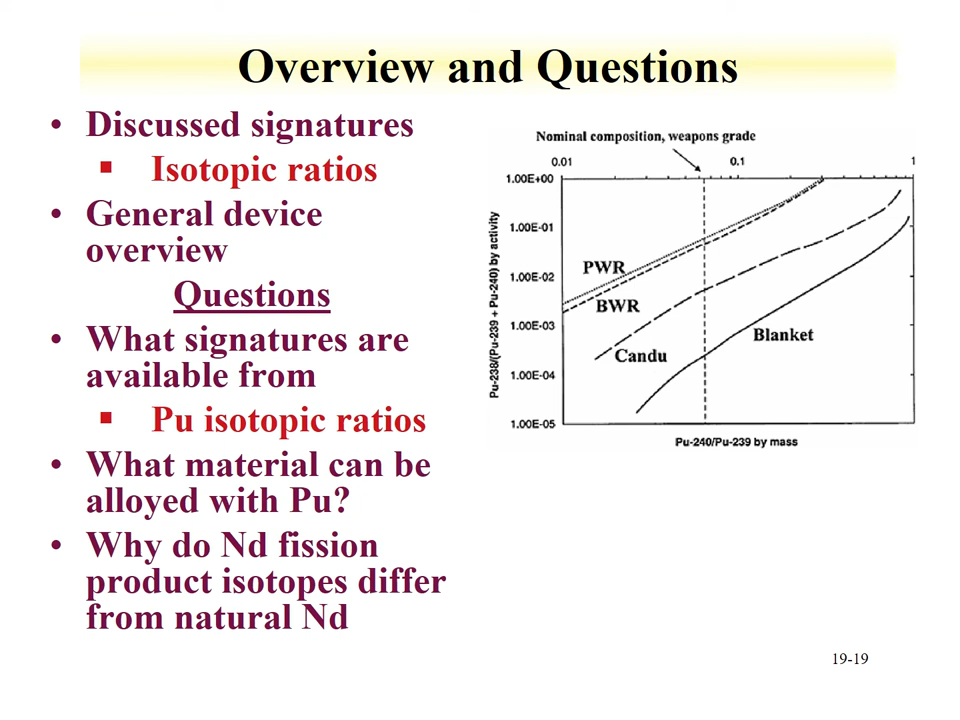 Overview and Questions
• Discussed signatures
▪ Isotopic ratios
• General device
overview
Questions
• What signatures are
available from
▪ Pu isotopic ratios
• What material can be
alloyed with Pu?
• Why do Nd fission
product isotopes differ
from natural Nd
Nominal composition, weapons grade
0.01 0.1 1
1.00E+00
1.00E-01
1.00E-02
1.00E-03
1.00E-04
1.00E-05
Pu-238/(Pu-239 + Pu-240) by activity
PWR
BWR
Candu
Blanket
Pu-240/Pu-239 by mass
19-19